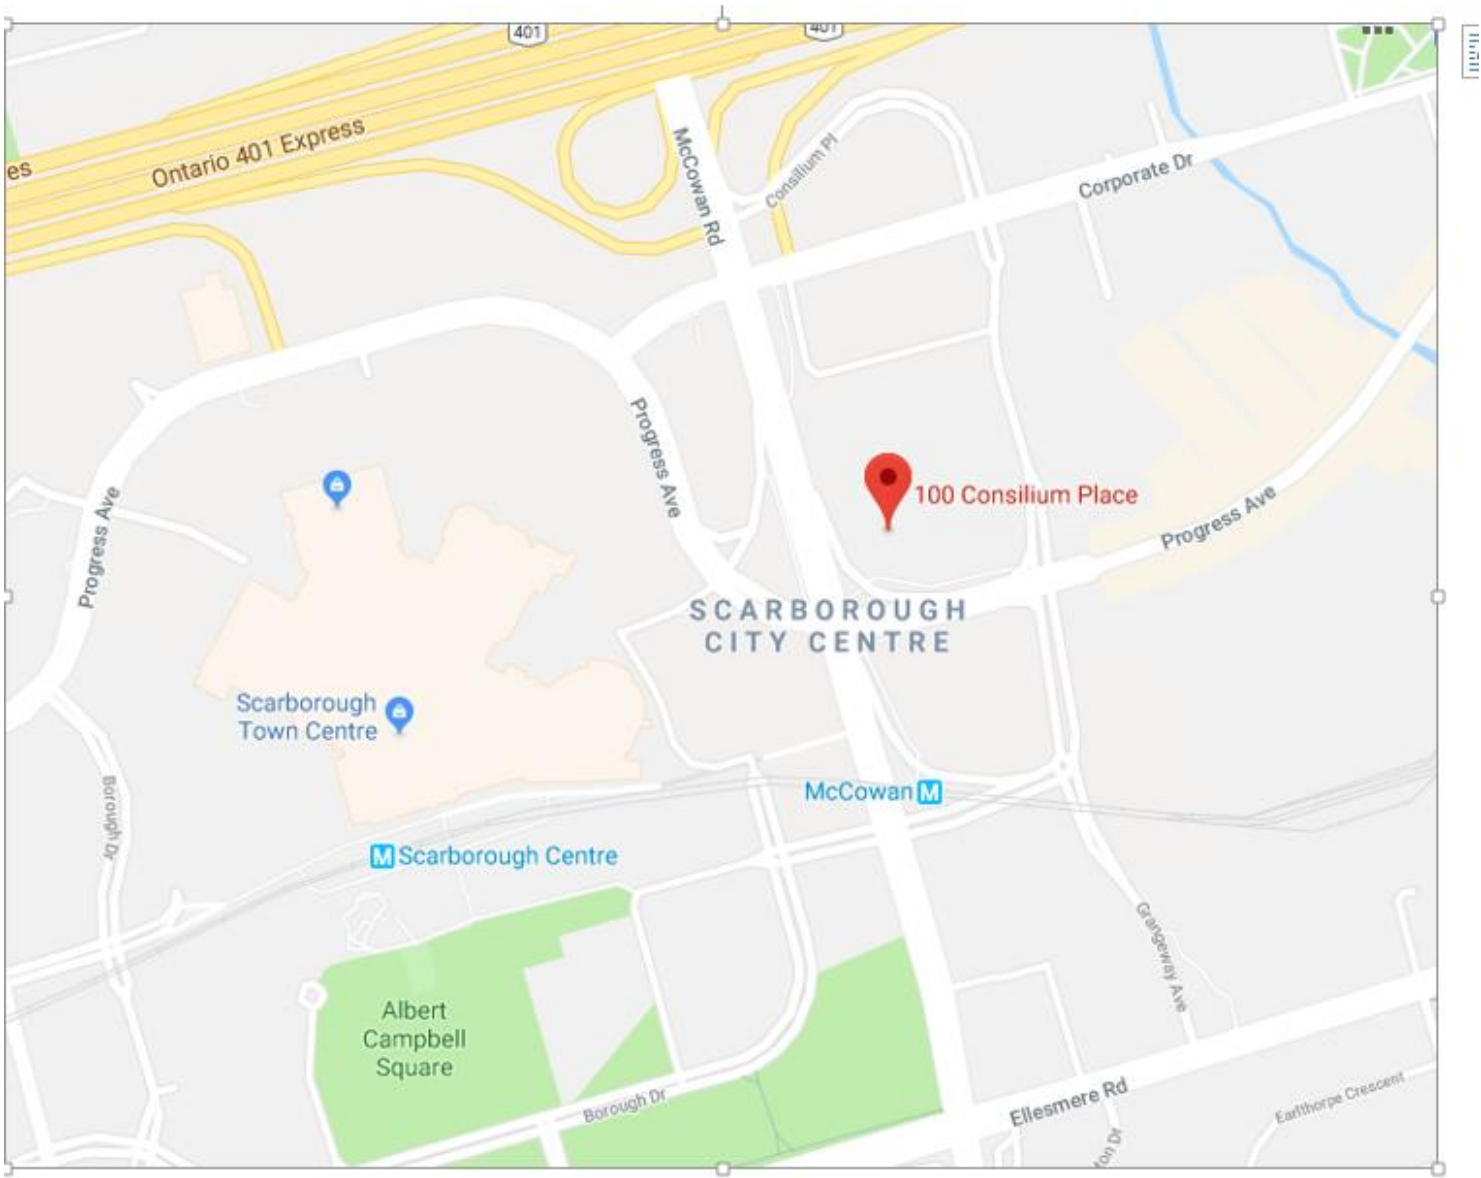 401
401
es
Ontario 401 Express
McCowan Rd
Consilium Pl
Corporate Dr
Progress Ave
Progress Ave
100 Consilium Place
Progress Ave
SCARBOROUGH
CITY CENTRE
Scarborough
Town Centre
Borough Dr
McCowan M
M Scarborough Centre
Grangeway Ave
Albert
Campbell
Square
Borough Dr
Ellesmere Rd
Earlthorpe Crescent
ton Dr